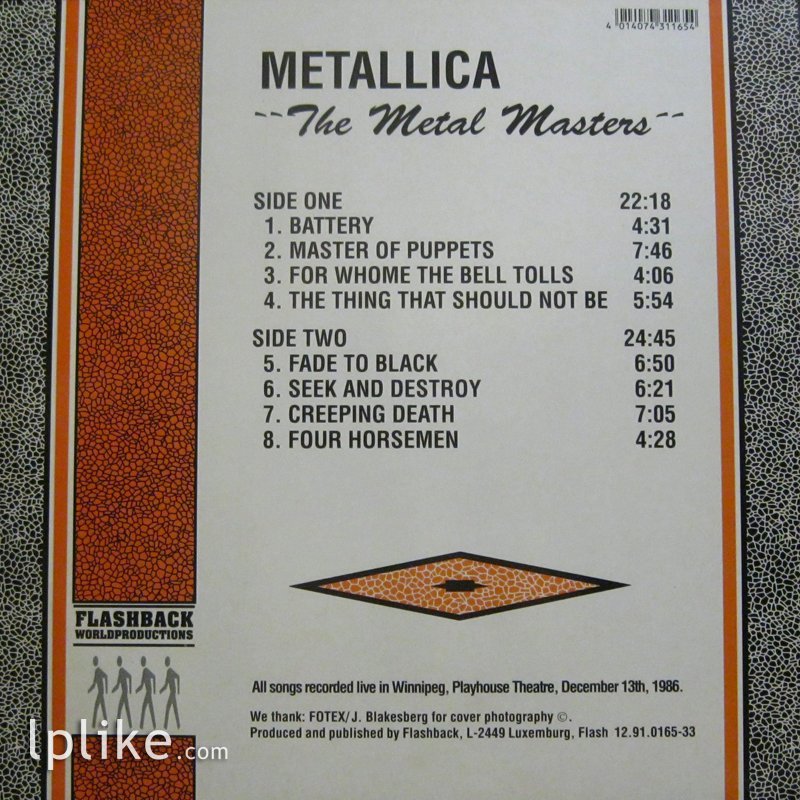 4 014074 311654
METALLICA
--The Metal Masters--
SIDE ONE 22:18
1. BATTERY 4:31
2. MASTER OF PUPPETS 7:46
3. FOR WHOME THE BELL TOLLS 4:06
4. THE THING THAT SHOULD NOT BE 5:54
SIDE TWO 24:45
5. FADE TO BLACK 6:50
6. SEEK AND DESTROY 6:21
7. CREEPING DEATH 7:05
8. FOUR HORSEMEN 4:28
FLASHBACK
WORLDPRODUCTIONS
All songs recorded live in Winnipeg, Playhouse Theatre, December 13th, 1986.
We thank: FOTEX/J. Blakesberg for cover photography ©.
Produced and published by Flashback, L-2449 Luxemburg, Flash 12.91.0165-33
lplike.com